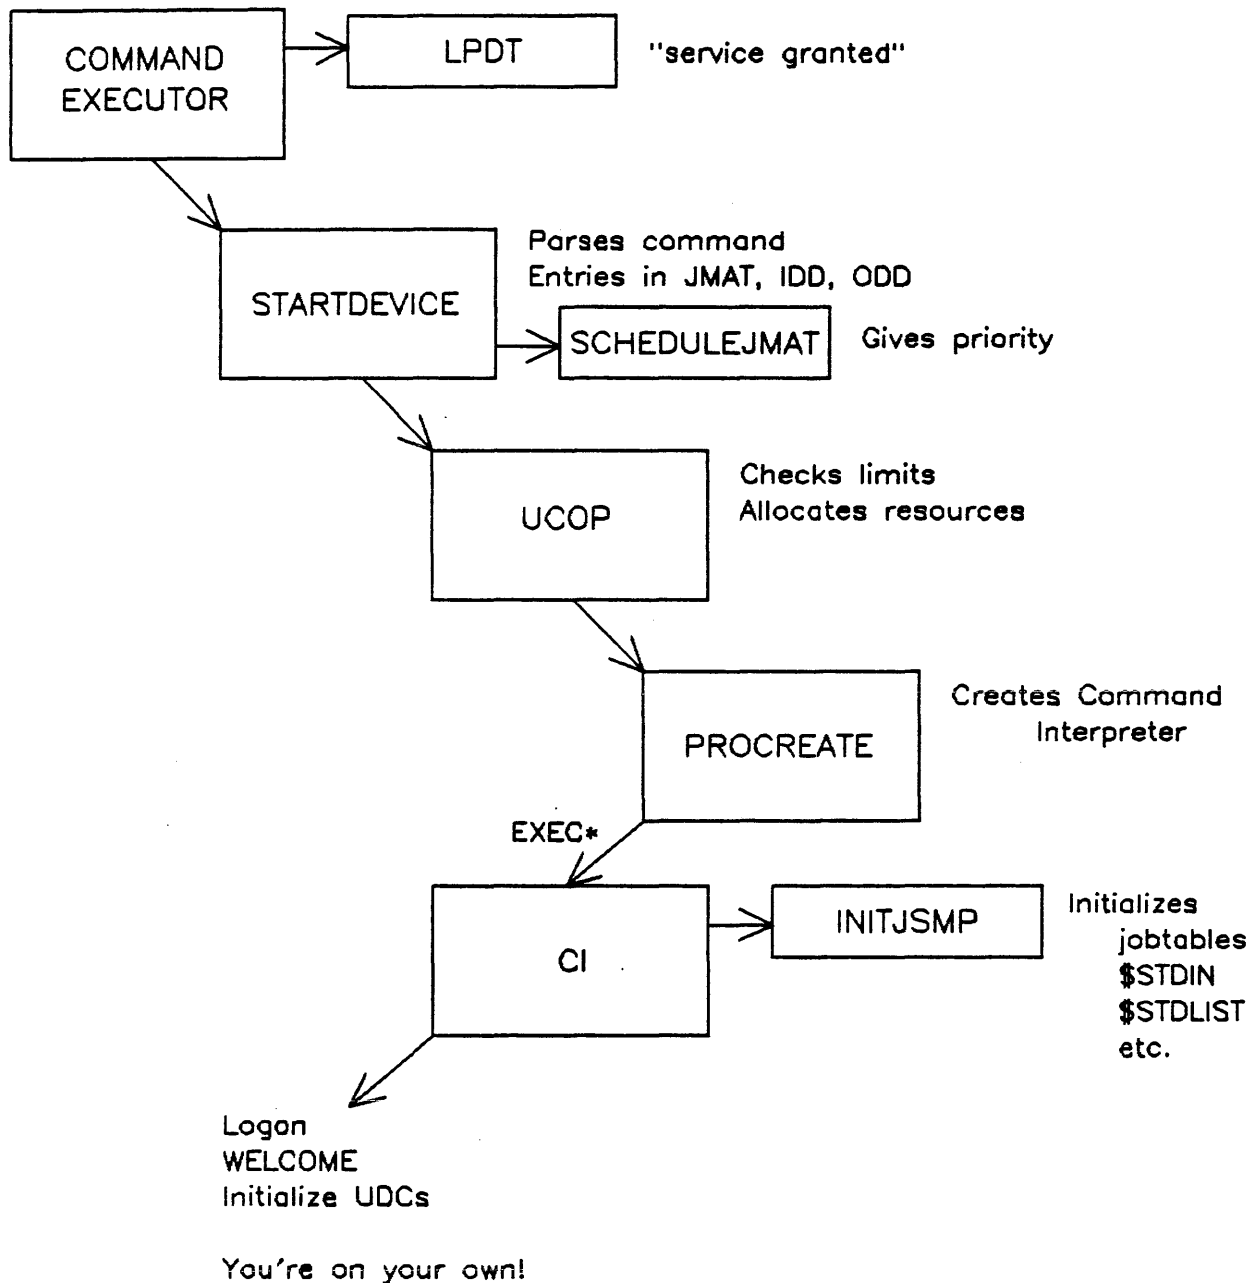 COMMAND
EXECUTOR
LPDT
"service granted"
STARTDEVICE
Parses command
Entries in JMAT, IDD, ODD
SCHEDULEJMAT
Gives priority
UCOP
Checks limits
Allocates resources
PROCREATE
Creates Command
Interpreter
EXEC*
CI
INITJSMP
Initializes
jobtables
$STDIN
$STDLIST
etc.
Logon
WELCOME
Initialize UDCs
You're on your own!